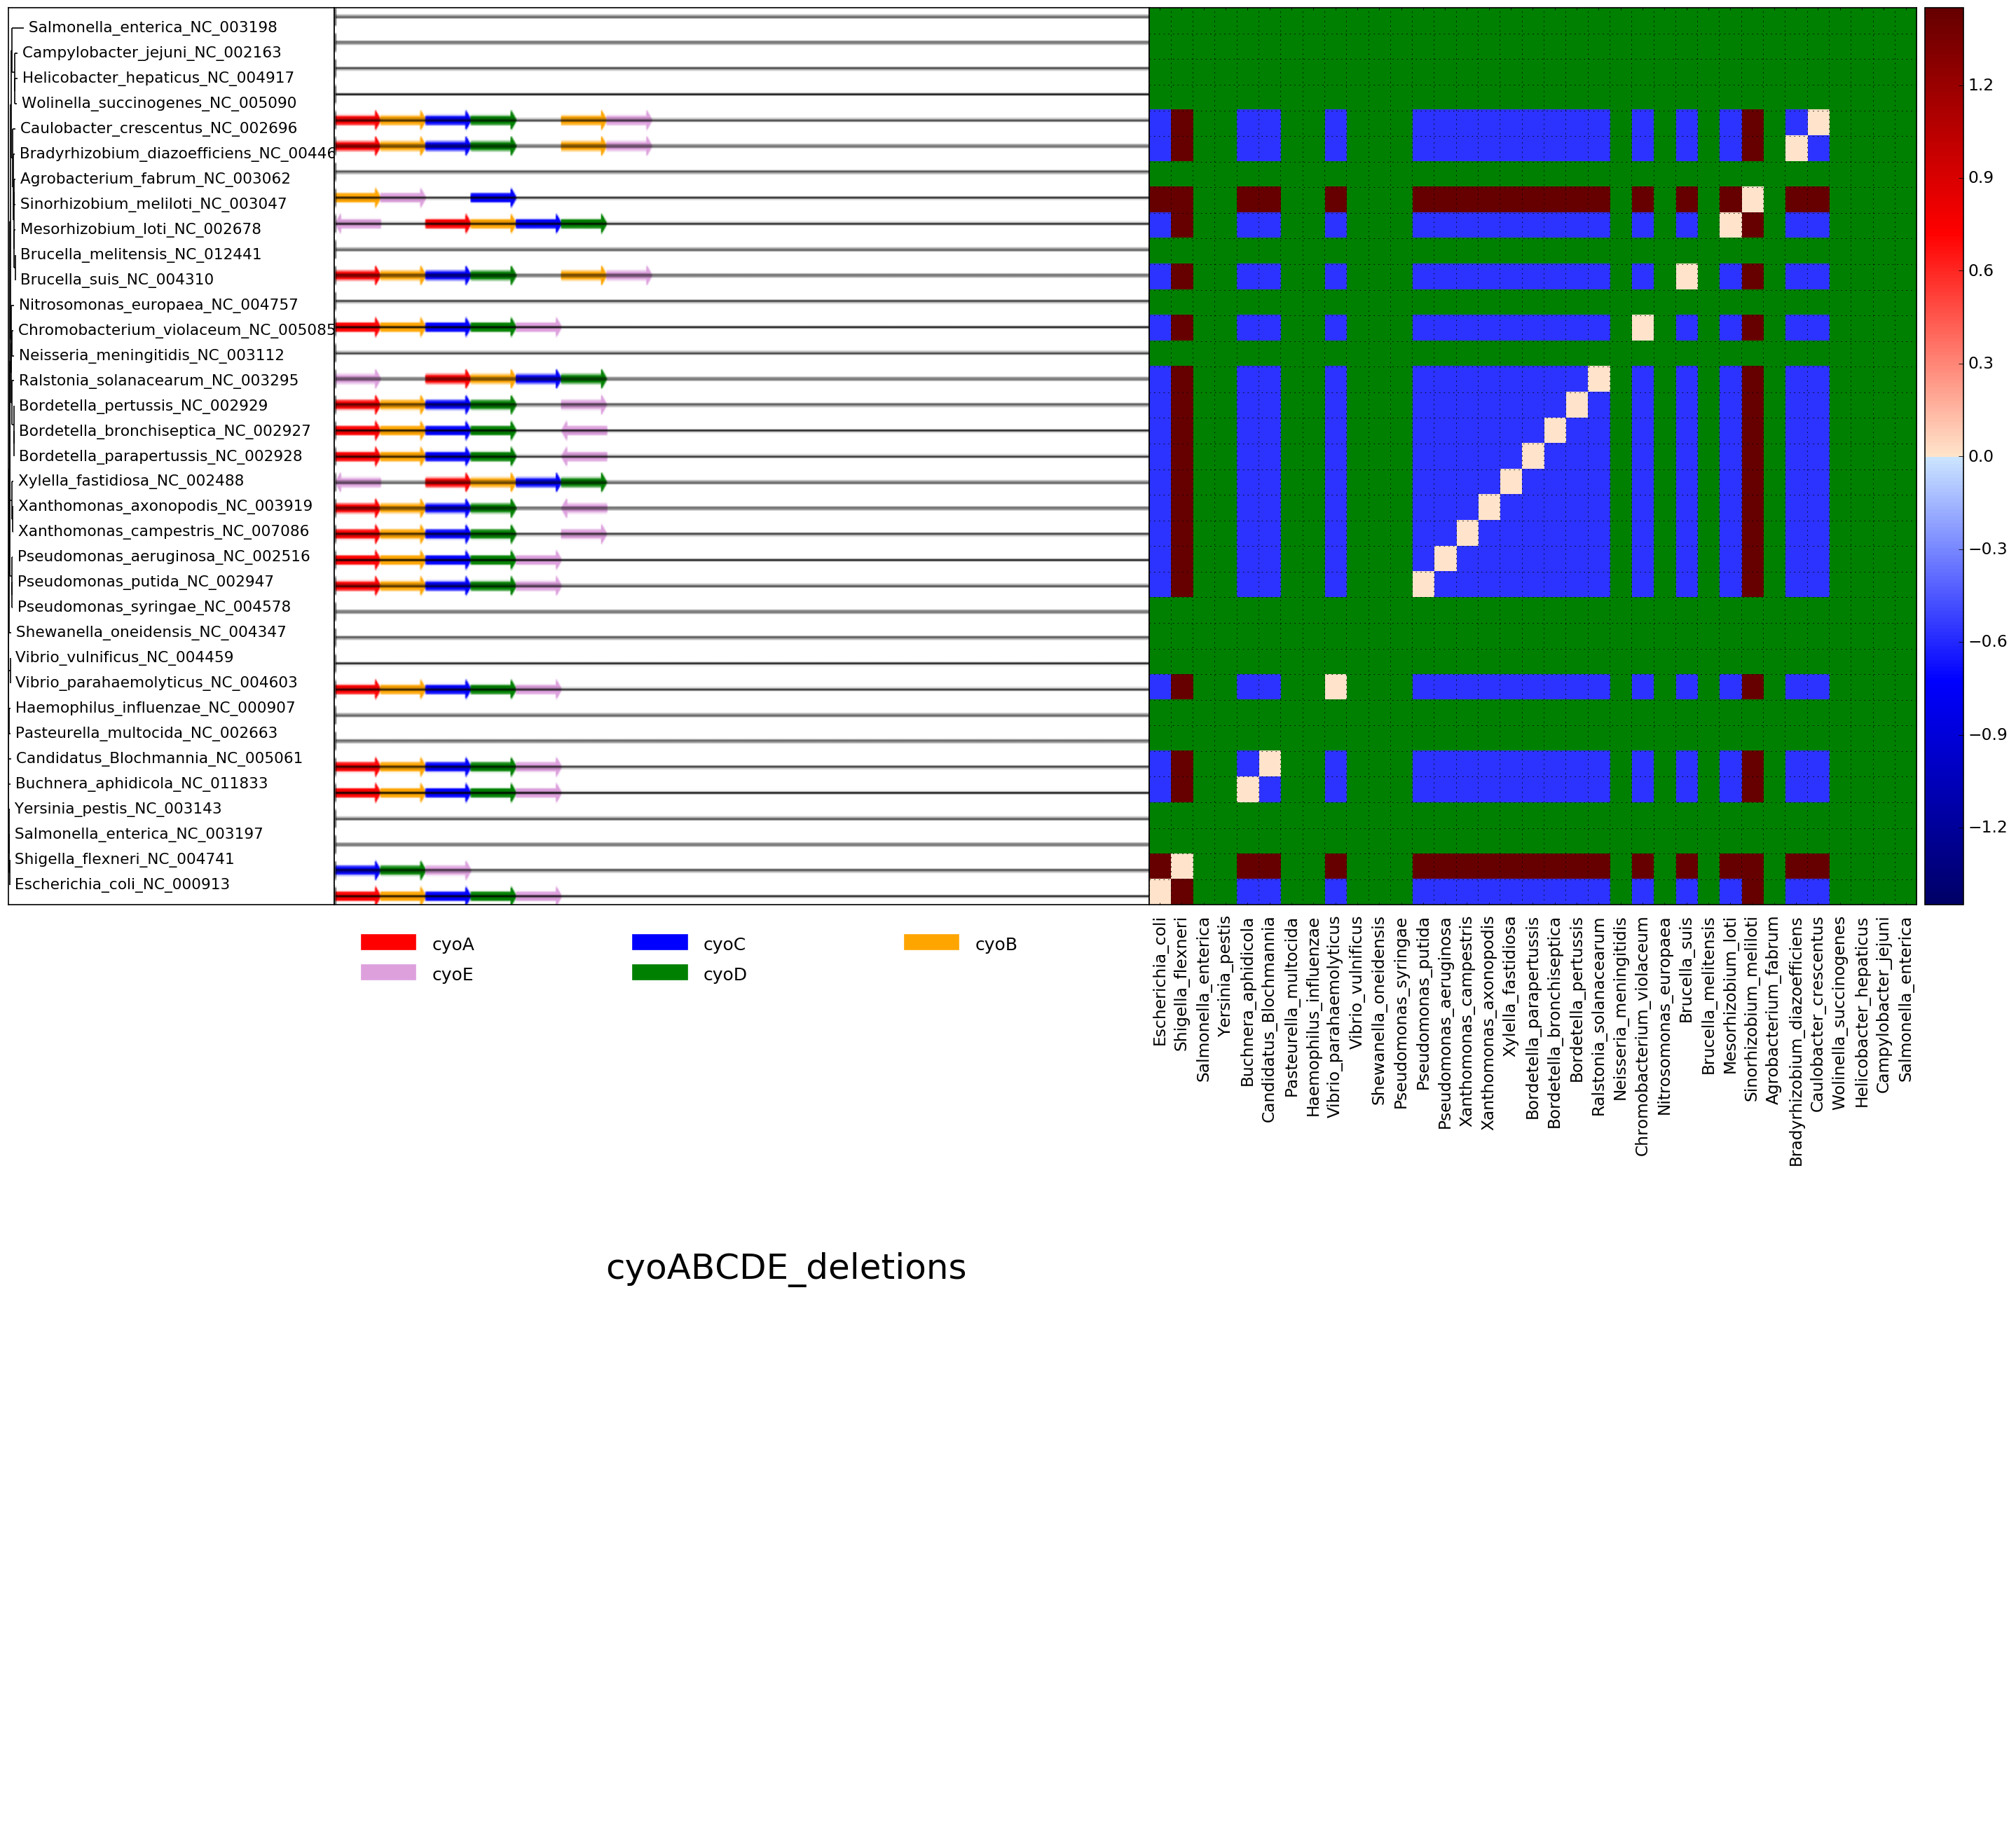 Salmonella_enterica_NC_003198
Campylobacter_jejuni_NC_002163
Helicobacter_hepaticus_NC_004917
Wolinella_succinogenes_NC_005090
Caulobacter_crescentus_NC_002696
Bradyrhizobium_diazoefficiens_NC_00446
Agrobacterium_fabrum_NC_003062
Sinorhizobium_meliloti_NC_003047
Mesorhizobium_loti_NC_002678
Brucella_melitensis_NC_012441
Brucella_suis_NC_004310
Nitrosomonas_europaea_NC_004757
Chromobacterium_violaceum_NC_005085
Neisseria_meningitidis_NC_003112
Ralstonia_solanacearum_NC_003295
Bordetella_pertussis_NC_002929
Bordetella_bronchiseptica_NC_002927
Bordetella_parapertussis_NC_002928
Xylella_fastidiosa_NC_002488
Xanthomonas_axonopodis_NC_003919
Xanthomonas_campestris_NC_007086
Pseudomonas_aeruginosa_NC_002516
Pseudomonas_putida_NC_002947
Pseudomonas_syringae_NC_004578
Shewanella_oneidensis_NC_004347
Vibrio_vulnificus_NC_004459
Vibrio_parahaemolyticus_NC_004603
Haemophilus_influenzae_NC_000907
Pasteurella_multocida_NC_002663
Candidatus_Blochmannia_NC_005061
Buchnera_aphidicola_NC_011833
Yersinia_pestis_NC_003143
Salmonella_enterica_NC_003197
Shigella_flexneri_NC_004741
Escherichia_coli_NC_000913
1.2
0.9
0.6
0.3
0.0
−0.3
−0.6
−0.9
−1.2
cyoA cyoC cyoB
cyoE cyoD
Escherichia_coli
Shigella_flexneri
Salmonella_enterica
Yersinia_pestis
Buchnera_aphidicola
Candidatus_Blochmannia
Pasteurella_multocida
Haemophilus_influenzae
Vibrio_parahaemolyticus
Vibrio_vulnificus
Shewanella_oneidensis
Pseudomonas_syringae
Pseudomonas_putida
Pseudomonas_aeruginosa
Xanthomonas_campestris
Xanthomonas_axonopodis
Xylella_fastidiosa
Bordetella_parapertussis
Bordetella_bronchiseptica
Bordetella_pertussis
Ralstonia_solanacearum
Neisseria_meningitidis
Chromobacterium_violaceum
Nitrosomonas_europaea
Brucella_suis
Brucella_melitensis
Mesorhizobium_loti
Sinorhizobium_meliloti
Agrobacterium_fabrum
Bradyrhizobium_diazoefficiens
Caulobacter_crescentus
Wolinella_succinogenes
Helicobacter_hepaticus
Campylobacter_jejuni
Salmonella_enterica
cyoABCDE_deletions